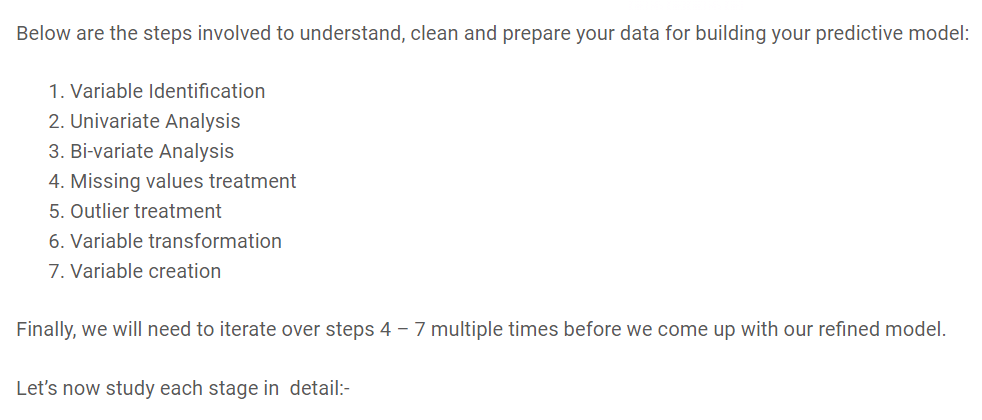 Below are the steps involved to understand, clean and prepare your data for building your predictive model:
1. Variable Identification
2. Univariate Analysis
3. Bi-variate Analysis
4. Missing values treatment
5. Outlier treatment
6. Variable transformation
7. Variable creation
Finally, we will need to iterate over steps 4 – 7 multiple times before we come up with our refined model.
Let’s now study each stage in  detail:-